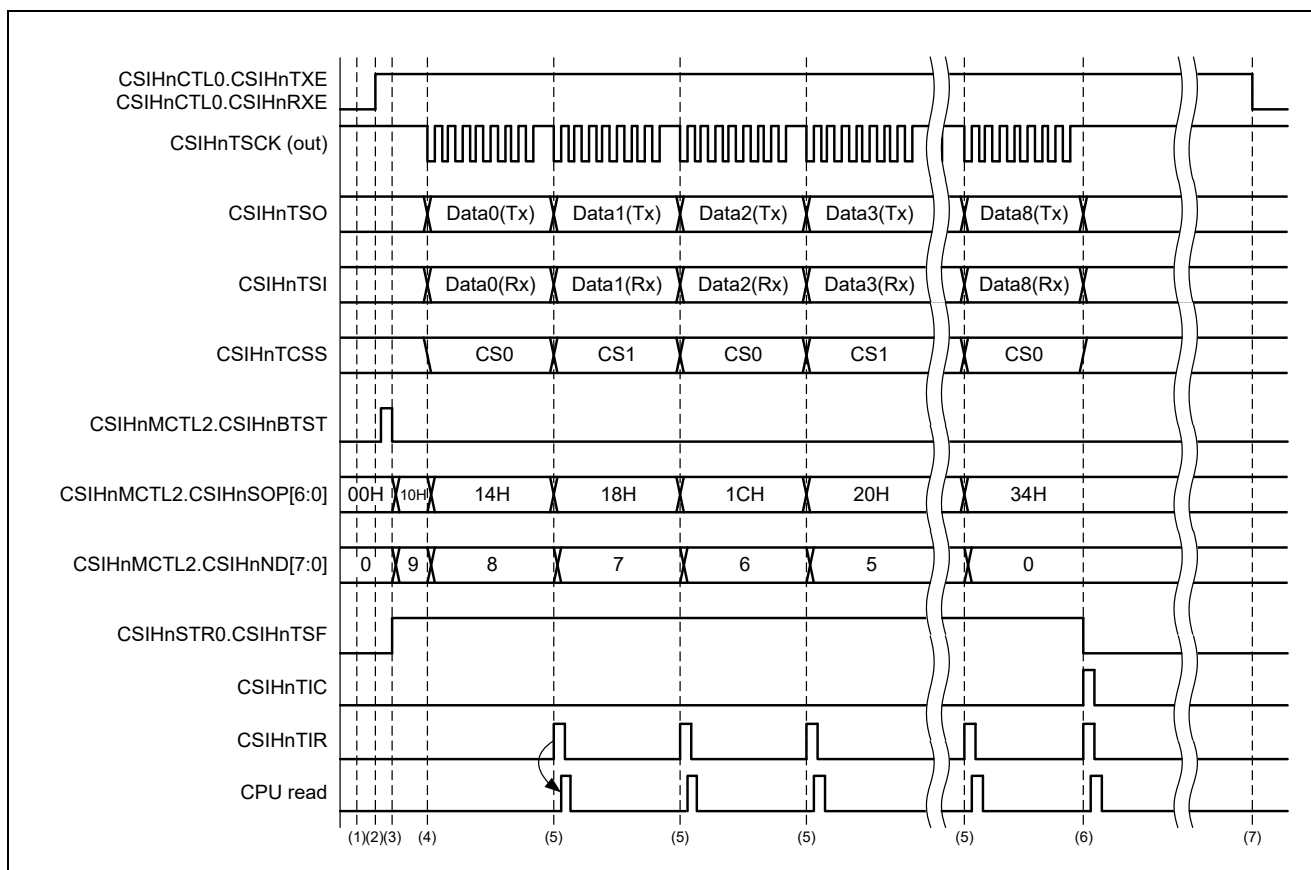 CSIHnCTL0.CSIHnTXE
CSIHnCTL0.CSIHnRXE
CSIHnTSCK (out)
CSIHnTSO Data0(Tx) Data1(Tx) Data2(Tx) Data3(Tx) Data8(Tx)
CSIHnTSI Data0(Rx) Data1(Rx) Data2(Rx) Data3(Rx) Data8(Rx)
CSIHnTCSS CS0 CS1 CS0 CS1 CS0
CSIHnMCTL2.CSIHnBTST
CSIHnMCTL2.CSIHnSOP[6:0] 00H 10H 14H 18H 1CH 20H 34H
CSIHnMCTL2.CSIHnND[7:0] 0 9 8 7 6 5 0
CSIHnSTR0.CSIHnTSF
CSIHnTIC
CSIHnTIR
CPU read
(1) (2) (3) (4) (5) (5) (5) (5) (6) (7)